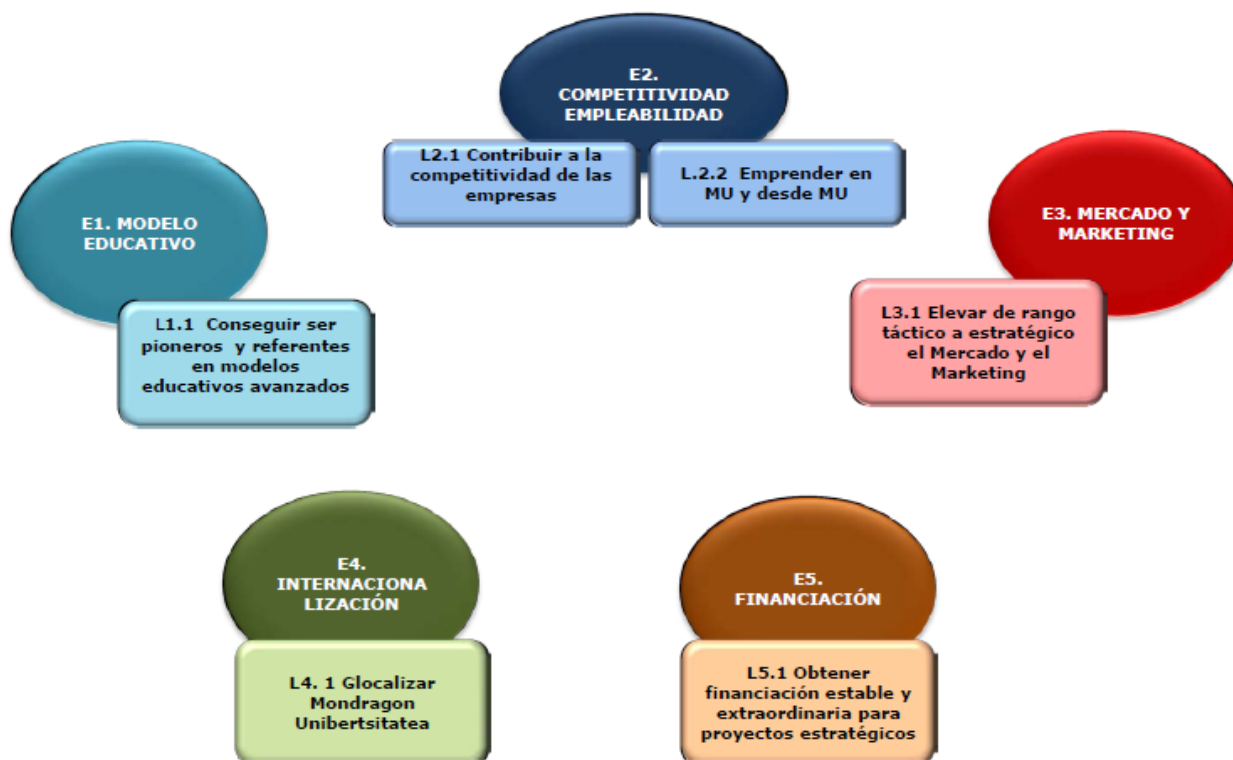 E2.
COMPETITIVIDAD
EMPLEABILIDAD
L2.1 Contribuir a la
competitividad de las
empresas
L.2.2 Emprender en
MU y desde MU
E1. MODELO
EDUCATIVO
L1.1 Conseguir ser
pioneros y referentes
en modelos
educativos avanzados
E3. MERCADO Y
MARKETING
L3.1 Elevar de rango
táctico a estratégico
el Mercado y el
Marketing
E4.
INTERNACIONA
LIZACIÓN
L4. 1 Glocalizar
Mondragon
Unibertsitatea
E5.
FINANCIACIÓN
L5.1 Obtener
financiación estable y
extraordinaria para
proyectos estratégicos